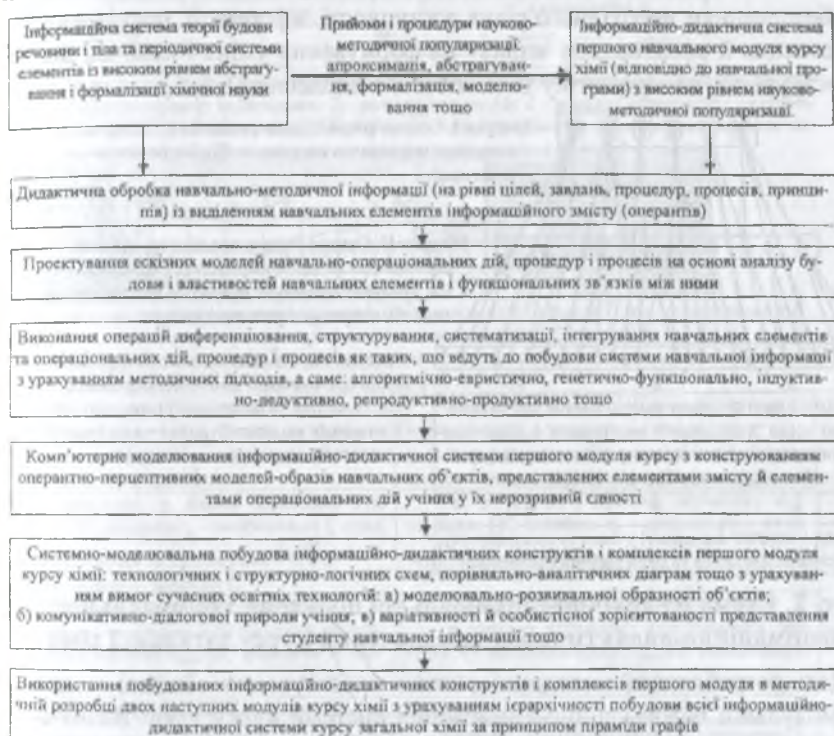 Інформаційна система теорії будови
речовини і тіла та періодичної системи
елементів із високим рівнем абстрагу-
вання і формалізації хімічної науки
Прийоми і процедури науково-
методичної популяризації,
апроксимація, абстрагуван-
ня, формалізація, моделю-
вання тощо
Інформаційно-дидактична система
першого навчального модуля курсу
хімії (відповідно до навчальної про-
грами) з високим рівнем науково-
методичної популяризації.
Дидактична обробка навчально-методичної інформації (на рівні цілей, завдань, процедур, процесів, принци-
пів) із виділенням навчальних елементів інформаційного змісту (оперантів)
Проектування ескізних моделей навчально-операціональних дій, процедур і процесів на основі аналізу бу-
дови і властивостей навчальних елементів і функціональних зв’язків між ними
Виконання операцій диференціювання, структурування, систематизації, інтегрування навчальних елементів
та операціональних дій, процедур і процесів як таких, що ведуть до побудови системи навчальної інформації
з урахуванням методичних підходів, а саме: алгоритмічно-евристично, генетично-функціонально, індуктив-
но-дедуктивно, репродуктивно-продуктивно тощо
Комп’ютерне моделювання інформаційно-дидактичної системи першого модуля курсу з конструюванням
оперантно-перцептивних моделей-образів навчальних об’єктів, представлених елементами змісту й елемен-
тами операціональних дій учіння у їх нерозривній єдності
Системно-моделювальна побудова інформаційно-дидактичних конструктів і комплексів першого модуля
курсу хімії: технологічних і структурно-логічних схем, порівняльно-аналітичних діаграм тощо з урахуван-
ням вимог сучасних освітніх технологій: а) моделювально-розвивальної образності об’єктів;
б) комунікативно-діалогової природи учіння; в) варіативності й особистісної зорієнтованості представлення
студенту навчальної інформації тощо
Використання побудованих інформаційно-дидактичних конструктів і комплексів першого модуля в методи-
чній розробці двох наступних модулів курсу хімії з урахуванням ієрархічності побудови всієї інформаційно-
дидактичної системи курсу загальної хімії за принципом піраміди графів